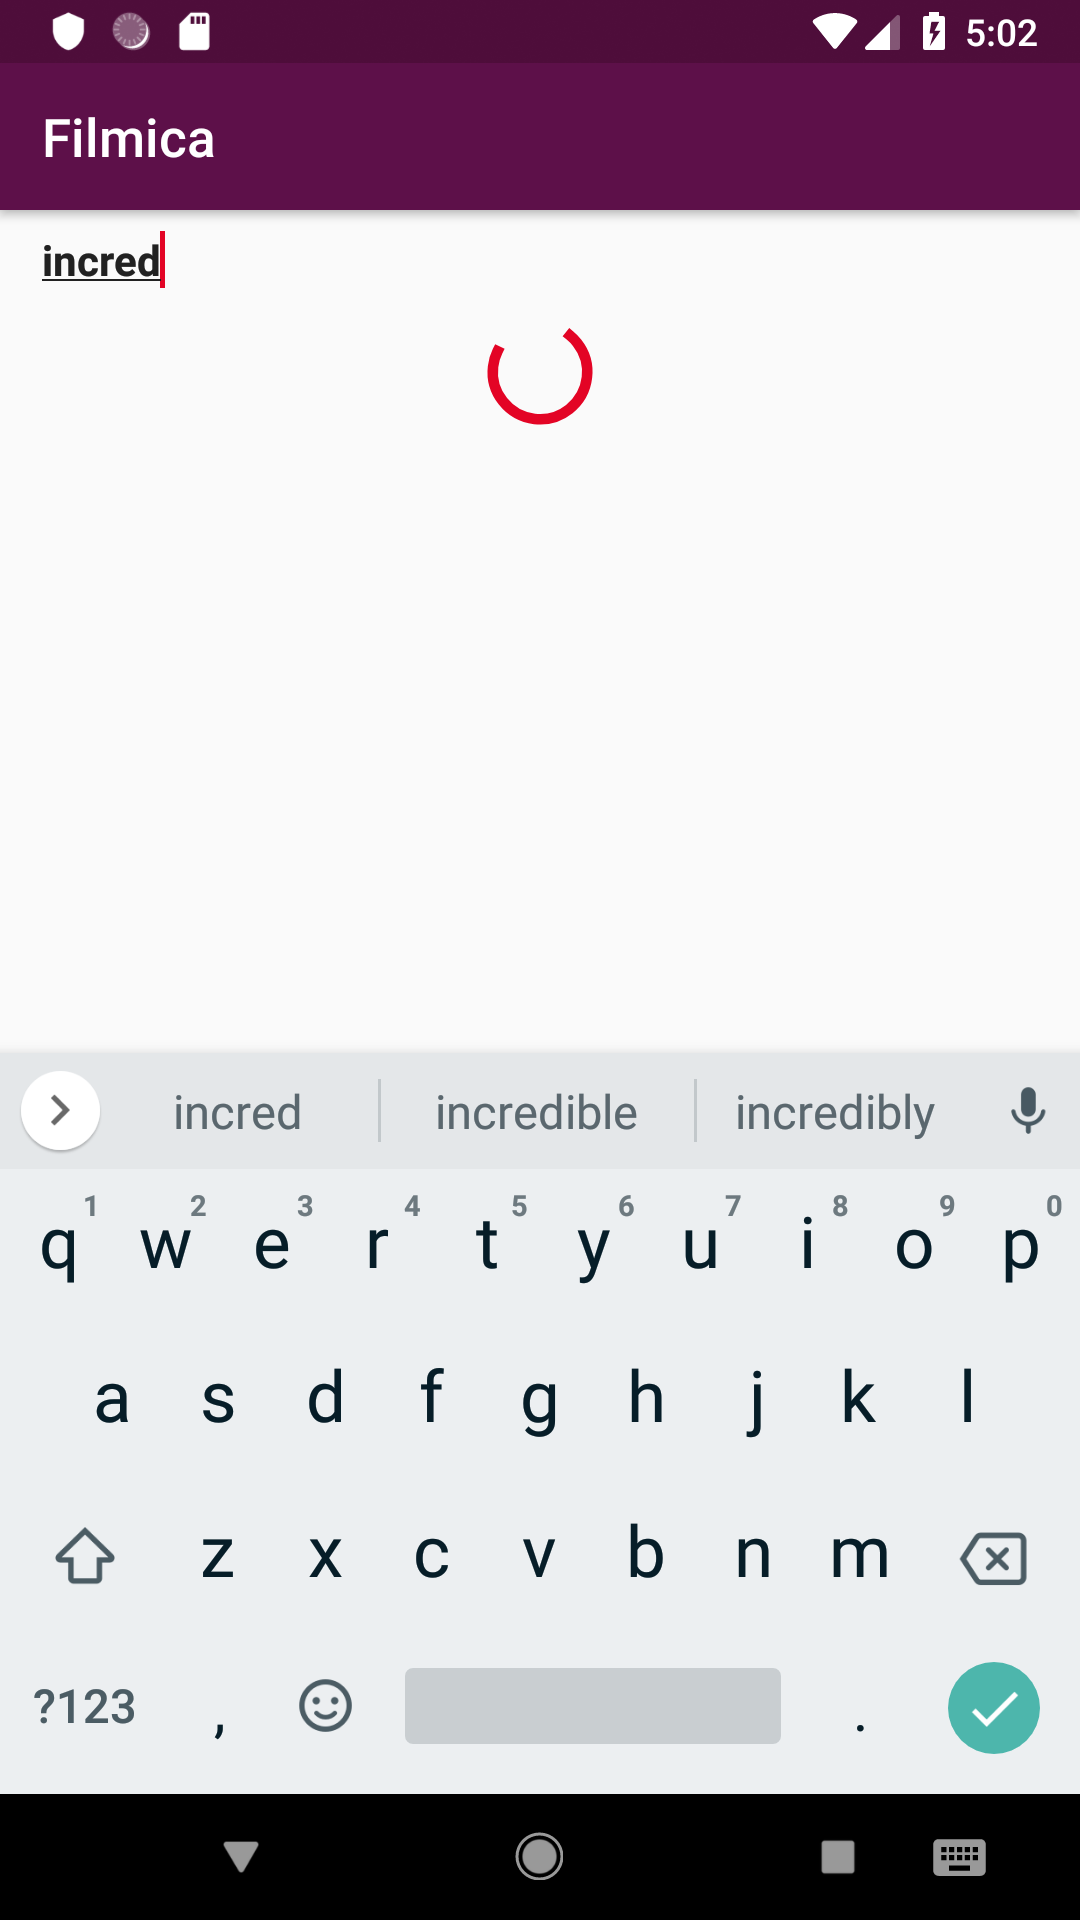 5:02
Filmica
incred
incred incredible incredibly
1 2 3 4 5 6 7 8 9 0
q w e r t y u i o p
a s d f g h j k l
z x c v b n m
?123 , .